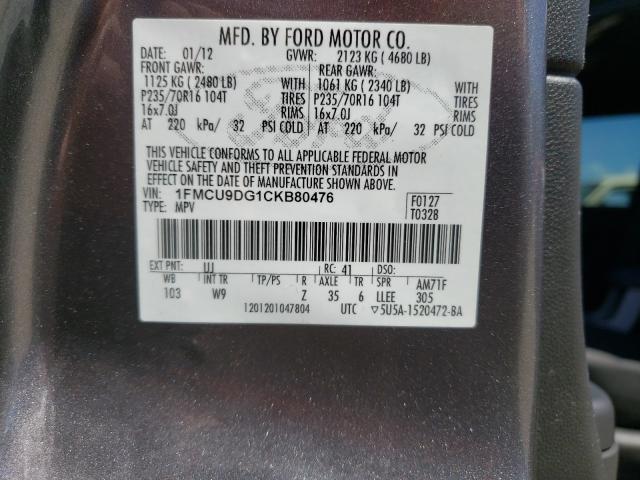 MFD. BY FORD MOTOR CO.
DATE: 01/12 GVWR: 2123 KG ( 4680 LB)
FRONT GAWR: REAR GAWR:
1125 KG ( 2480 LB) WITH 1061 KG ( 2340 LB) WITH
P235/70R16 104T TIRES P235/70R16 104T TIRES
16x7.0J RIMS 16x7.0J RIMS
AT 220 kPa/ 32 PSI COLD AT 220 kPa/ 32 PSI COLD
THIS VEHICLE CONFORMS TO ALL APPLICABLE FEDERAL MOTOR
VEHICLE SAFETY AND THEFT PREVENTION STANDARDS IN
EFFECT ON THE DATE OF MANUFACTURE SHOWN ABOVE.
VIN: 1FMCU9DG1CKB80476 F0127
TYPE: MPV T0328
EXT PNT: UJ RC: 41 DSO:
WB INT TR TP/PS R AXLE TR SPR AM71F
103 W9 Z 35 6 LLEE 305
1201201047804 UTC ▽5U5A-1520472-BA